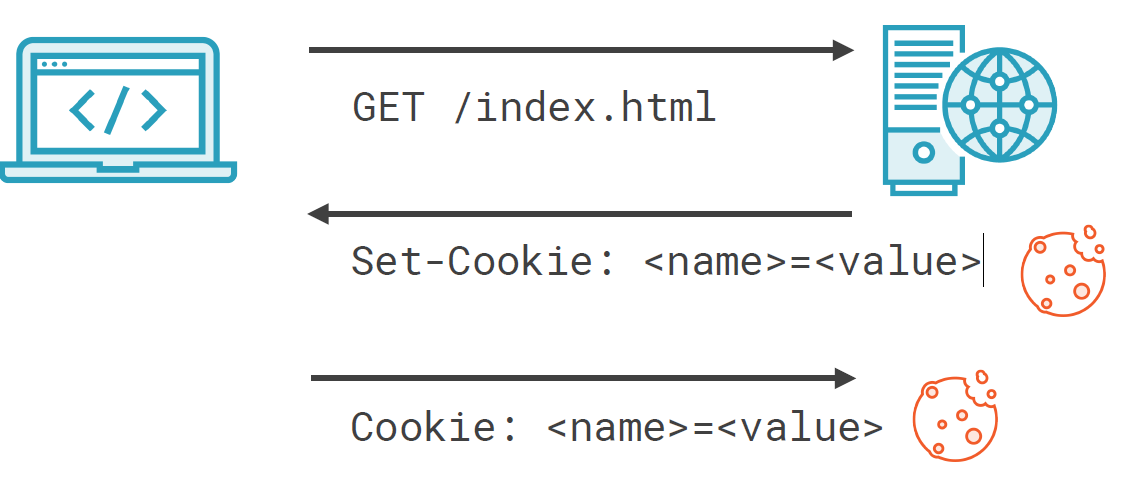 GET /index.html
Set-Cookie: <name>=<value>
Cookie: <name>=<value>